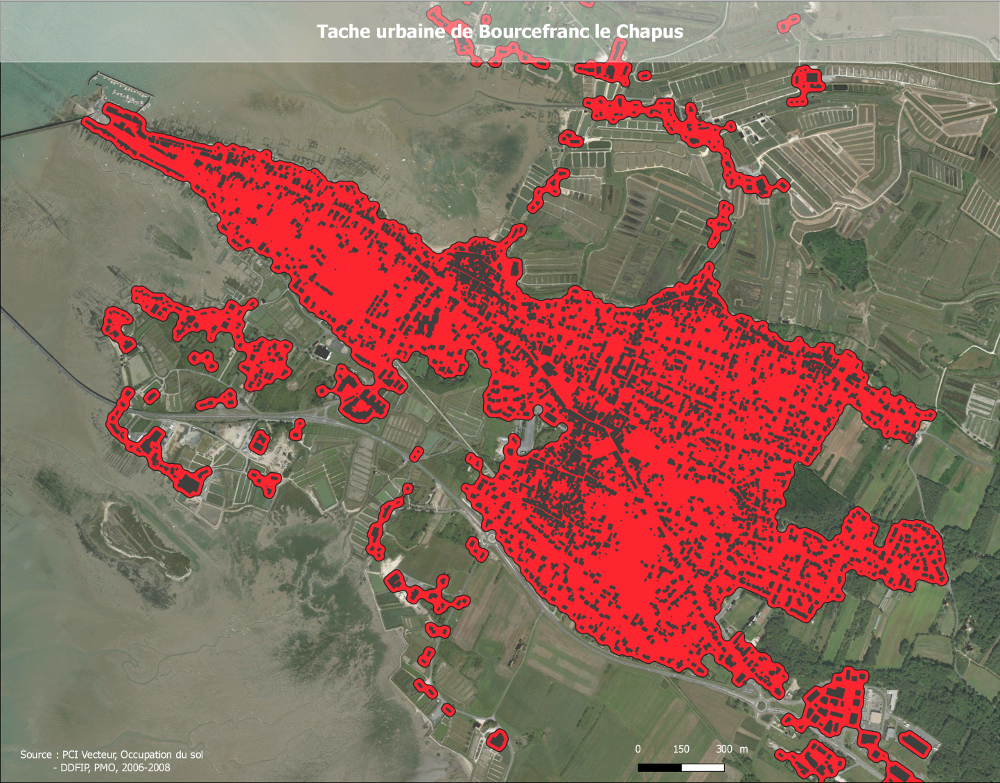 Tache urbaine de Bourcefranc le Chapus
Source : PCI Vecteur, Occupation du sol
- DDFIP, PMO, 2006-2008
0 150 300 m